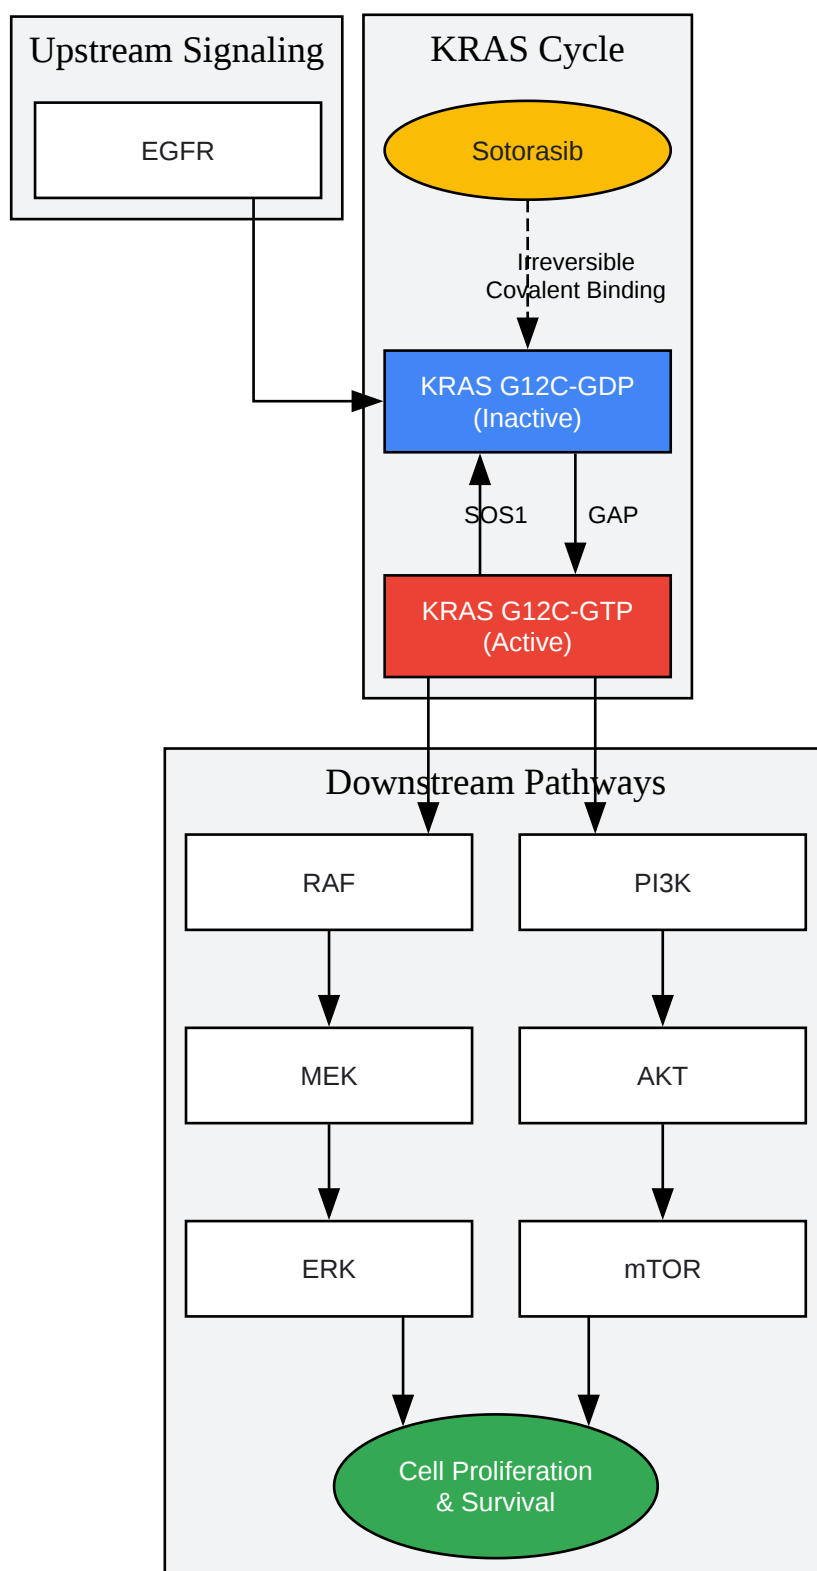 Upstream Signaling
EGFR
KRAS Cycle
Sotorasib
Irreversible
Covalent Binding
KRAS G12C-GDP
(Inactive)
SOS1
GAP
KRAS G12C-GTP
(Active)
Downstream Pathways
RAF
PI3K
MEK
AKT
ERK
mTOR
Cell Proliferation
& Survival